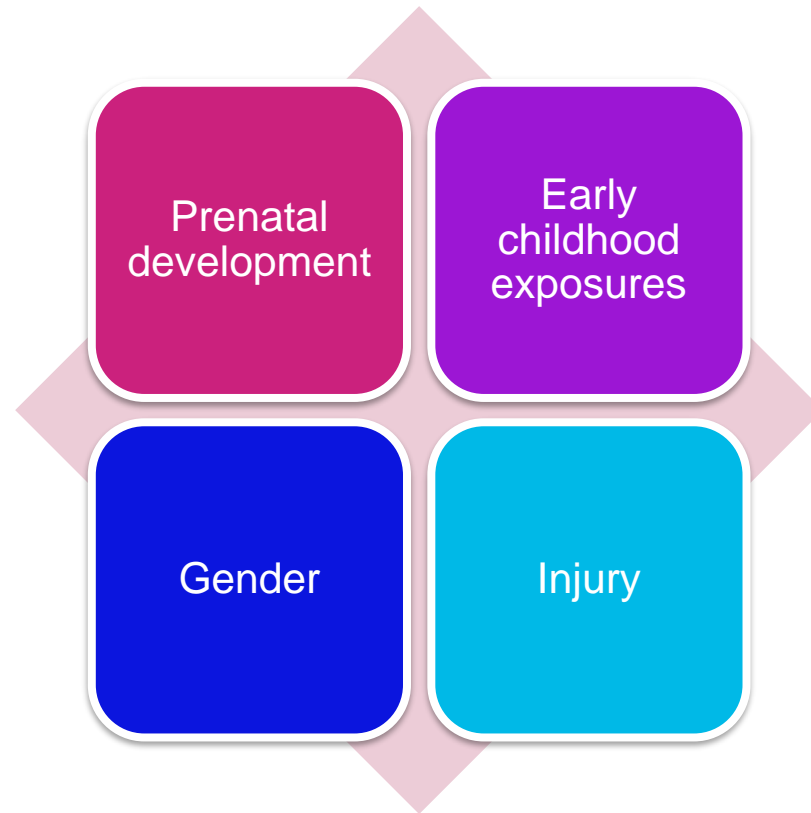 Prenatal
development
Early
childhood
exposures
Gender
Injury